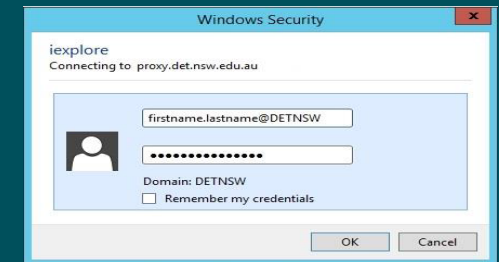 Windows Security
x
iexplore
Connecting to proxy.det.nsw.edu.au
firstname.lastname@DETNSW
•••••••••••••••
Domain: DETNSW
Remember my credentials
OK
Cancel